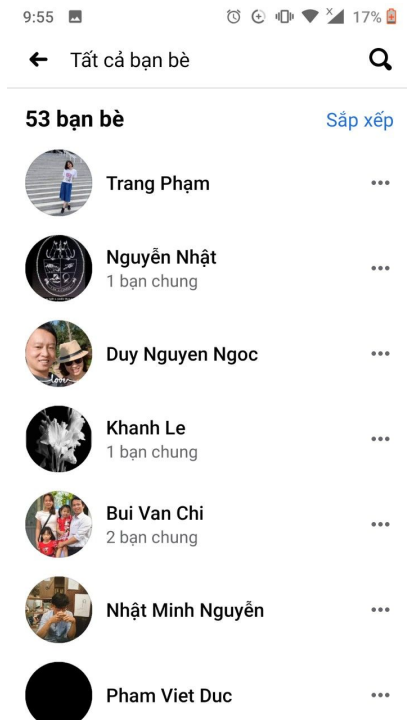 9:55
17%
Tất cả bạn bè
53 bạn bè
Sắp xếp
Trang Phạm
Nguyễn Nhật
1 bạn chung
Duy Nguyen Ngoc
Khanh Le
1 bạn chung
Bui Van Chi
2 bạn chung
Nhật Minh Nguyễn
Pham Viet Duc